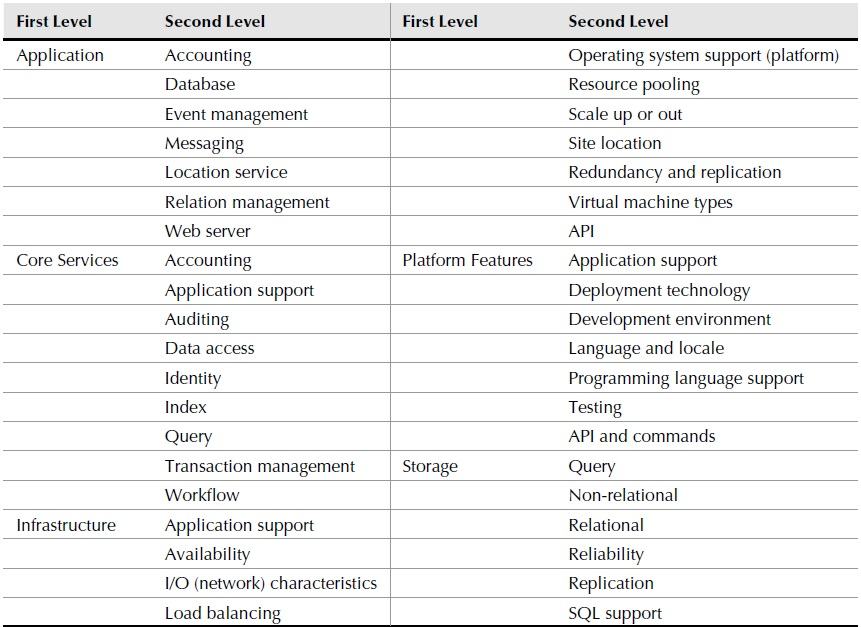 First Level Second Level First Level Second Level
Application Accounting Operating system support (platform)
Database Resource pooling
Event management Scale up or out
Messaging Site location
Location service Redundancy and replication
Relation management Virtual machine types
Web server API
Core Services Accounting Platform Features Application support
Application support Deployment technology
Auditing Development environment
Data access Language and locale
Identity Programming language support
Index Testing
Query API and commands
Transaction management Storage Query
Workflow Non-relational
Infrastructure Application support Relational
Availability Reliability
I/O (network) characteristics Replication
Load balancing SQL support